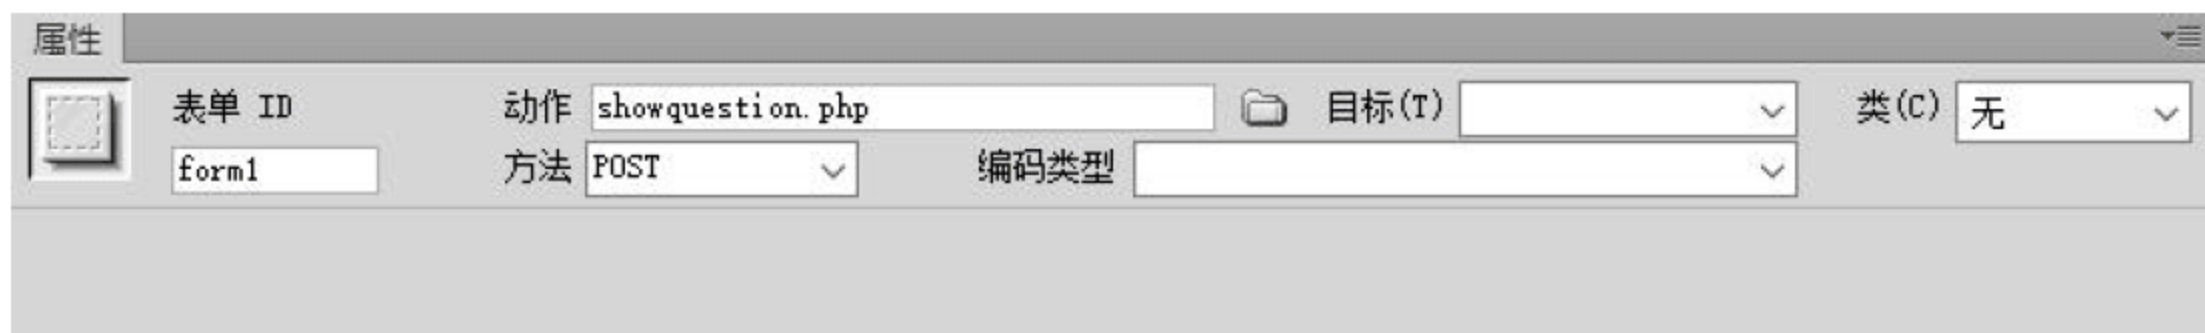 属性
表单 ID 动作 showquestion.php 目标(T) 类(C) 无
form1 方法 POST 编码类型